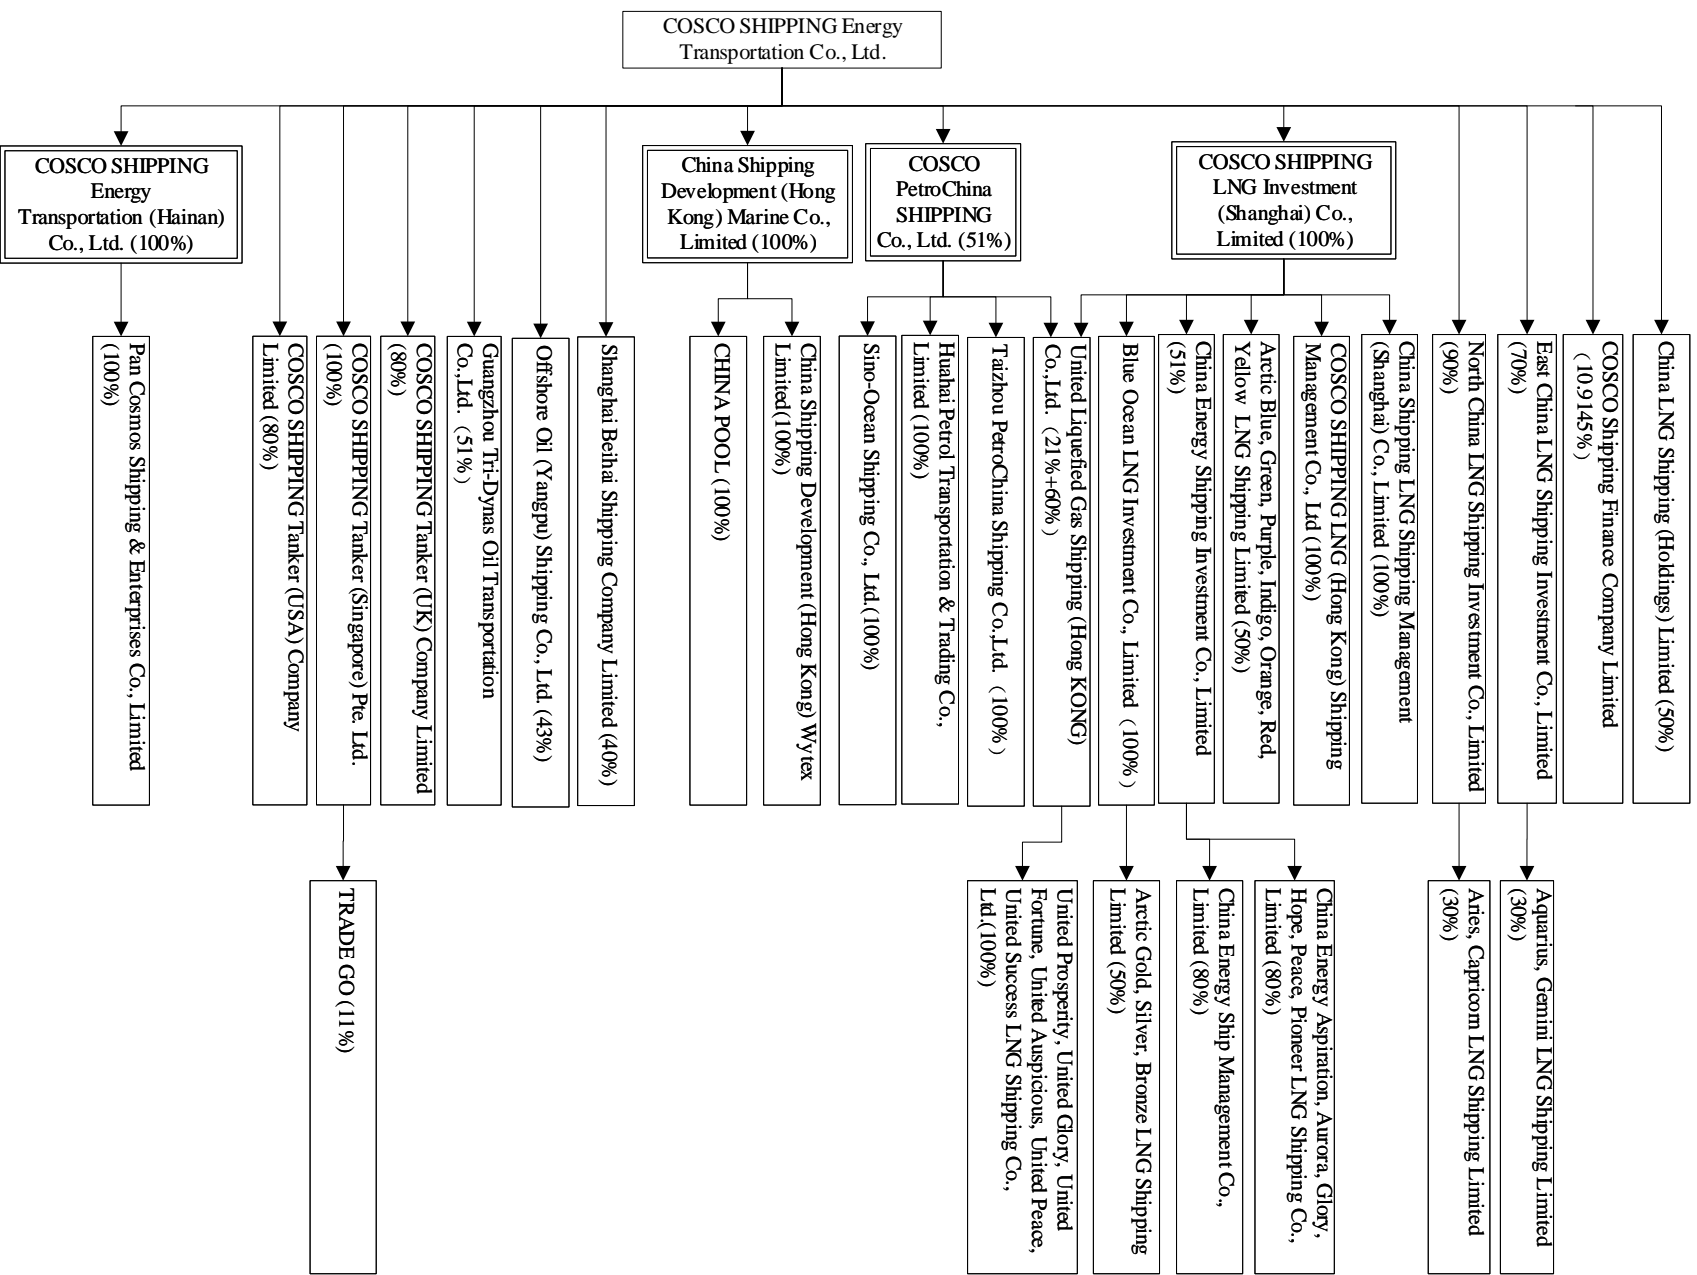 COSCO SHIPPING Energy
Transportation Co., Ltd.
COSCO SHIPPING
Energy
Transportation (Hainan)
Co., Ltd. (100%)
China Shipping
Development (Hong
Kong) Marine Co.,
Limited (100%)
COSCO
PetroChina
SHIPPING
Co., Ltd. (51%)
COSCO SHIPPING
LNG Investment
(Shanghai) Co.,
Limited (100%)
Pan Cosmos Shipping & Enterprises Co., Limited
(100%)
COSCO SHIPPING Tanker (USA) Company
Limited (80%)
COSCO SHIPPING Tanker (Singapore) Pte. Ltd.
(100%)
COSCO SHIPPING Tanker (UK) Company Limited
(80%)
Guangzhou Tri-Dynas Oil Transportation
Co.,Ltd. (51%)
Offshore Oil (Yangpu) Shipping Co., Ltd. (43%)
Shanghai Beihai Shipping Company Limited (40%)
CHINA POOL (100%)
China Shipping Development (Hong Kong) Wytex
Limited(100%)
Sino-Ocean Shipping Co., Ltd.(100%)
Huahai Petrol Transportation & Trading Co.,
Limited (100%)
Taizhou PetroChina Shipping Co.,Ltd. (100%)
United Liquefied Gas Shipping (Hong KONG)
Co.,Ltd. (21%+60%)
Blue Ocean LNG Investment Co., Limited (100%)
China Energy Shipping Investment Co., Limited
(51%)
Arctic Blue, Green, Purple, Indigo, Orange, Red,
Yellow LNG Shipping Limited (50%)
COSCO SHIPPING LNG (Hong Kong) Shipping
Management Co., Ltd (100%)
China Shipping LNG Shipping Management
(Shanghai) Co., Limited (100%)
North China LNG Shipping Investment Co., Limited
(90%)
East China LNG Shipping Investment Co., Limited
(70%)
COSCO Shipping Finance Company Limited
(10.9145%)
China LNG Shipping (Holdings) Limited (50%)
TRADE GO (11%)
United Prosperity, United Glory, United
Fortune, United Auspicious, United Peace,
United Success LNG Shipping Co.,
Ltd.(100%)
Arctic Gold, Silver, Bronze LNG Shipping
Limited (50%)
China Energy Ship Management Co.,
Limited (80%)
China Energy Aspiration, Aurora, Glory,
Hope, Peace, Pioneer LNG Shipping Co.,
Limited (80%)
Aries, Capricorn LNG Shipping Limited
(30%)
Aquarius, Gemini LNG Shipping Limited
(30%)